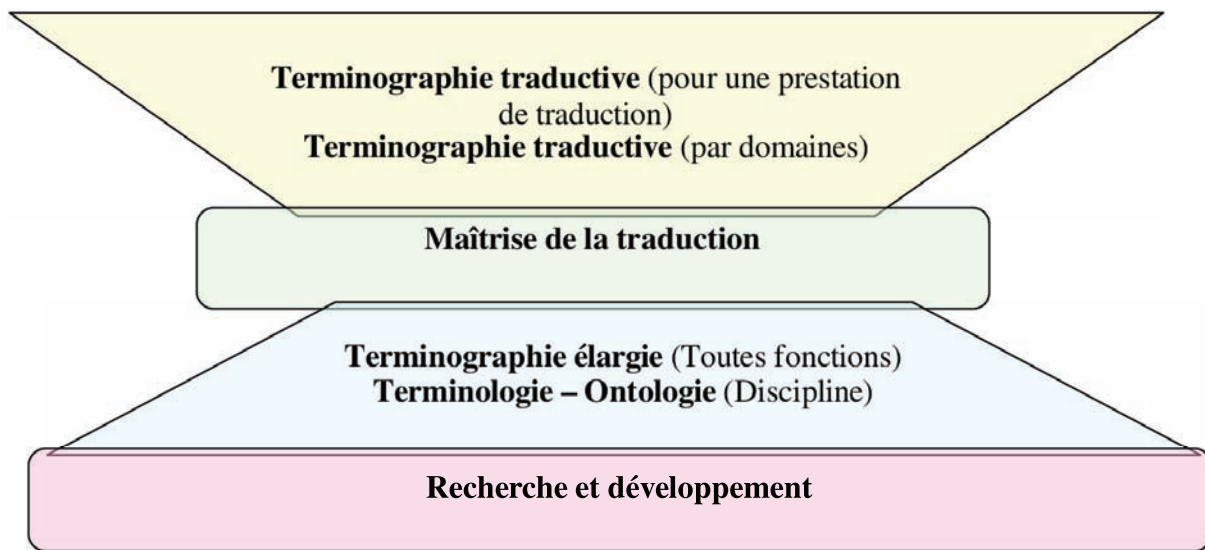 Terminographie traductive (pour une prestation
de traduction)
Terminographie traductive (par domaines)
Maîtrise de la traduction
Terminographie élargie (Toutes fonctions)
Terminologie – Ontologie (Discipline)
Recherche et développement